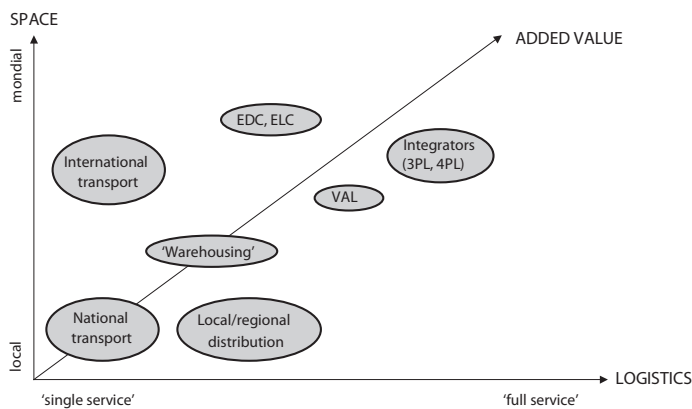 SPACE
ADDED VALUE
mondial
EDC, ELC
Integrators
(3PL, 4PL)
International
transport
VAL
'Warehousing'
National
transport
Local/regional
distribution
local
LOGISTICS
'single service'
'full service'